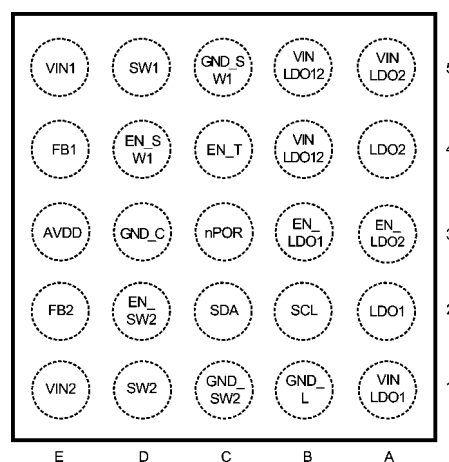 VIN1 SW1 GND_S
W1 VIN
LDO12 VIN
LDO2 5
FB1 EN_S
W1 EN_T VIN
LDO12 LDO2 4
AVDD GND_C nPOR EN_
LDO1 EN_
LDO2 3
FB2 EN_
SW2 SDA SCL LDO1 2
VIN2 SW2 GND_
SW2 GND_
L VIN
LDO1 1
E D C B A